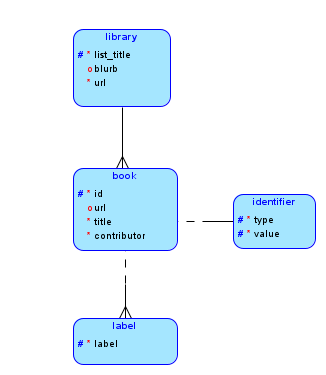 library
# * list_title
o blurb
* url
book
# * id
o url
* title
* contributor
identifier
# * type
# * value
label
# * label